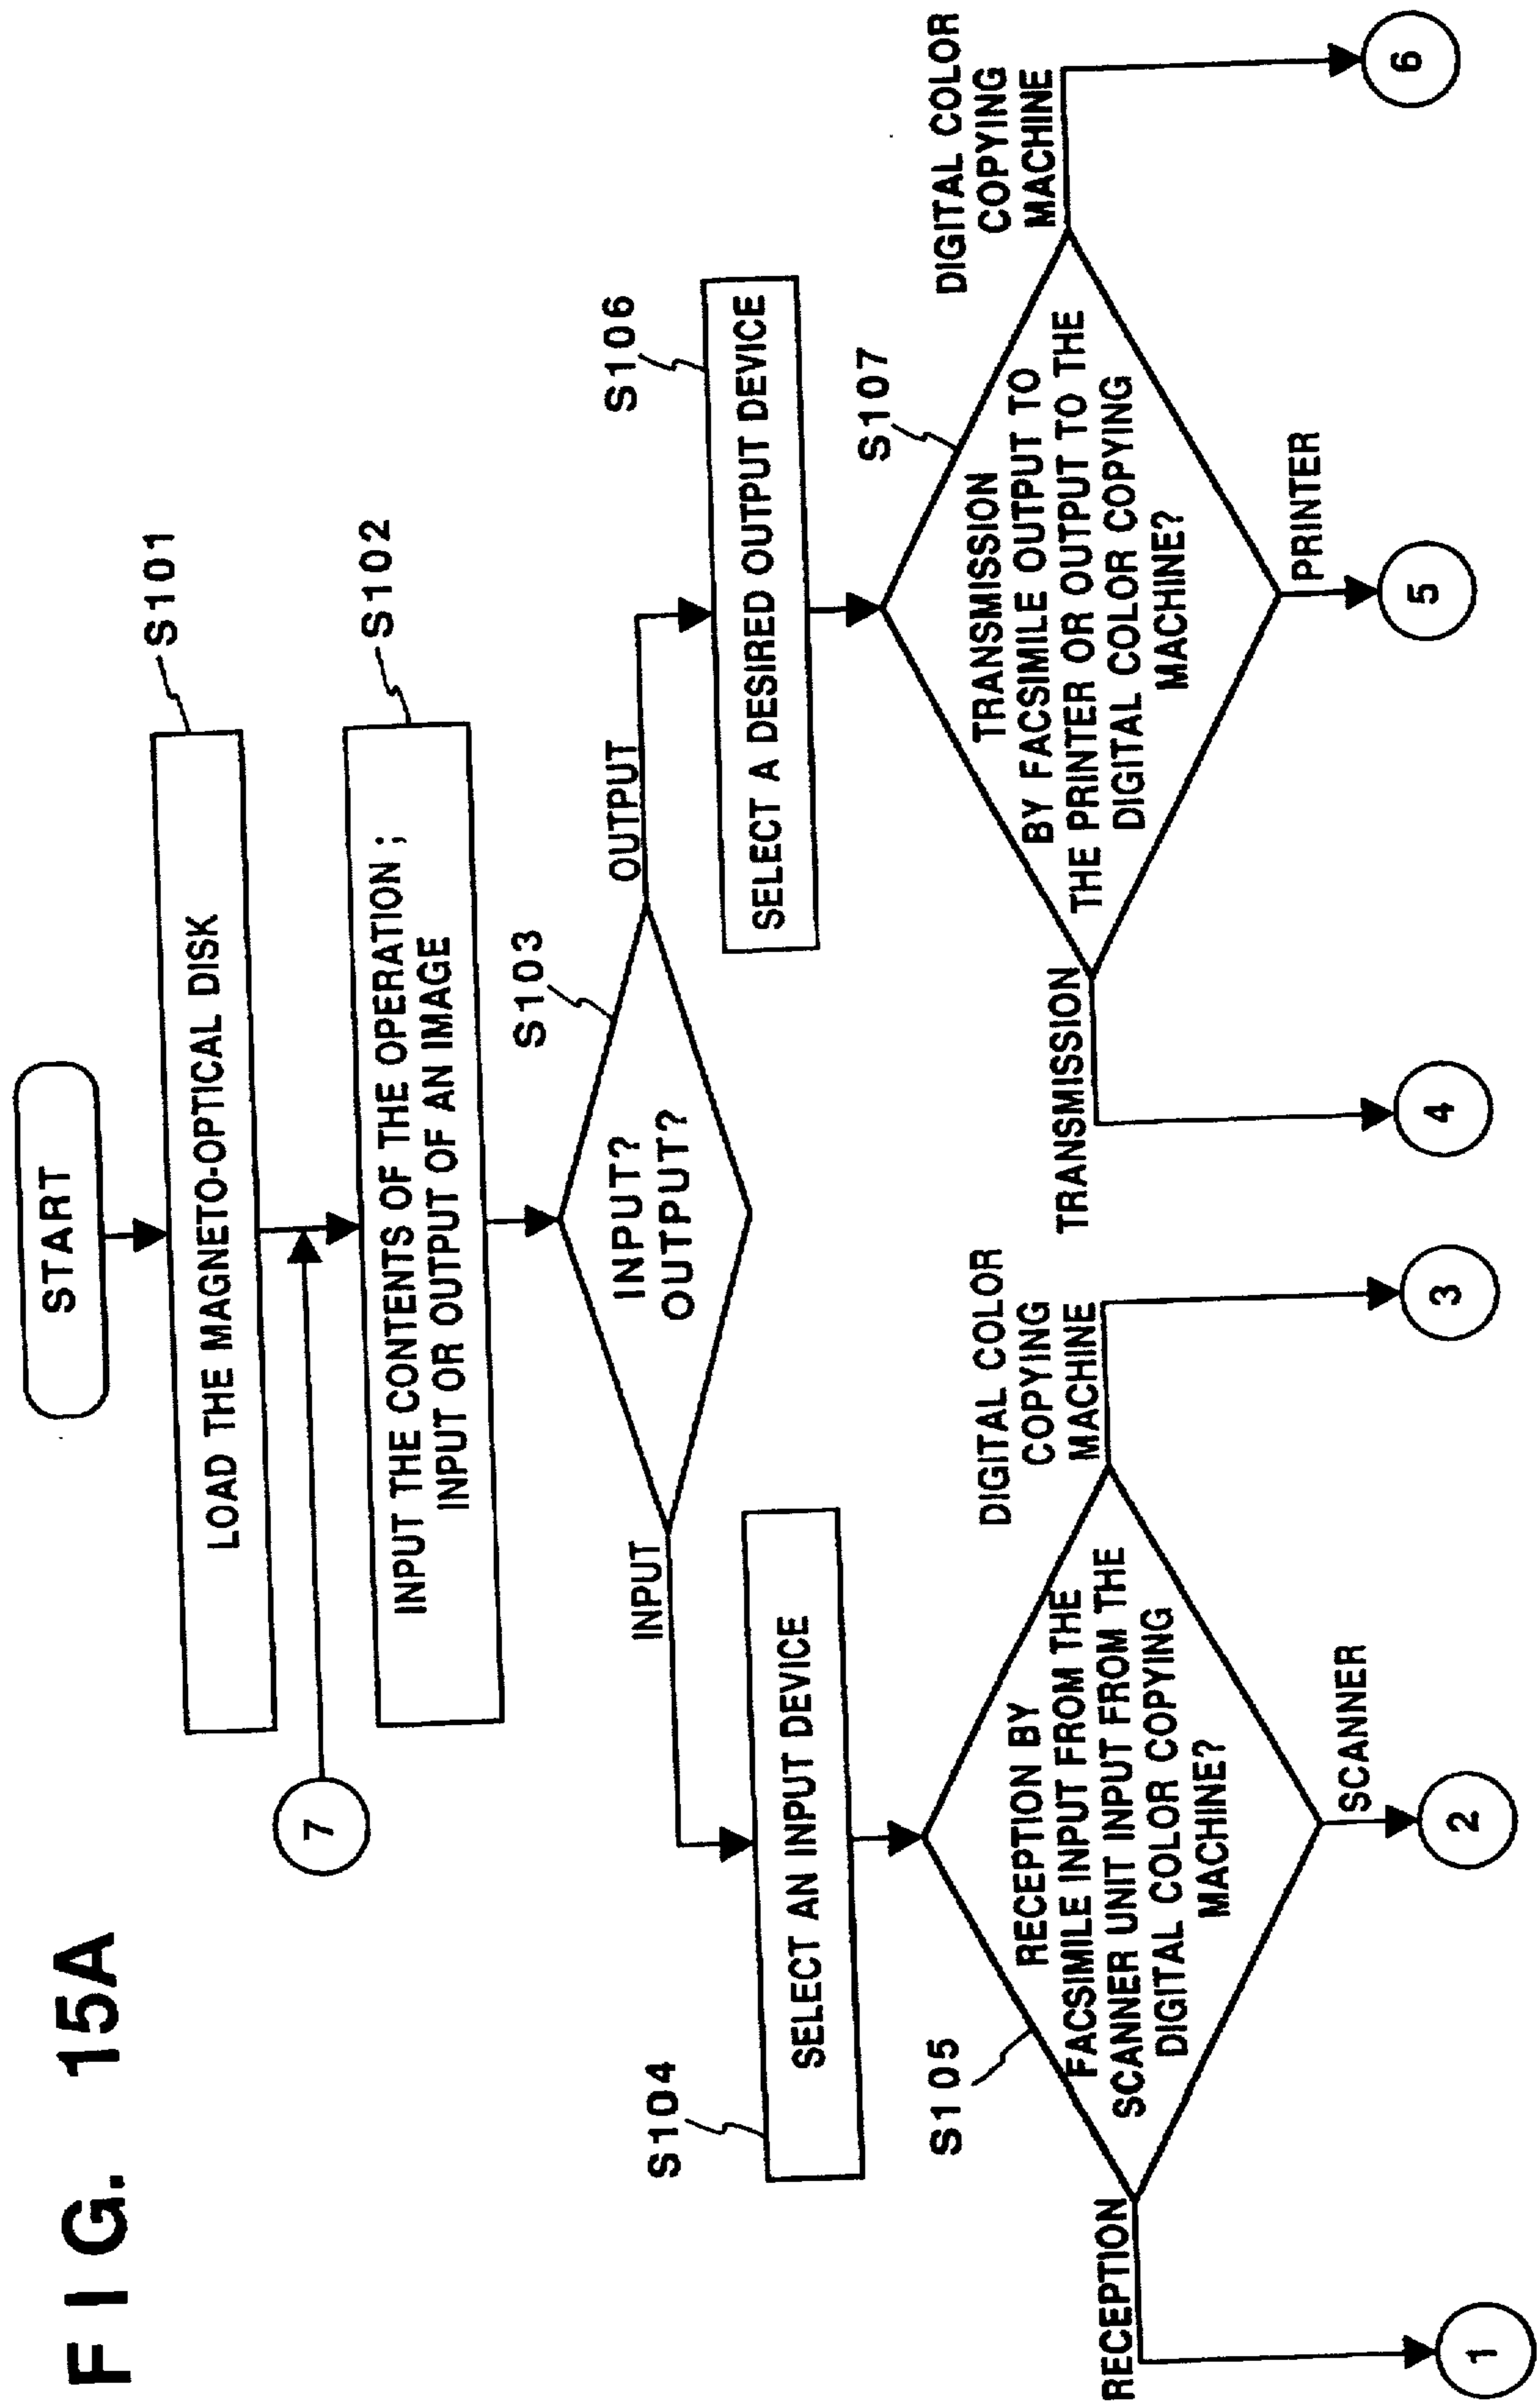 FIG. 15A
START
S101
LOAD THE MAGNETO-OPTICAL DISK
7
S102
INPUT THE CONTENTS OF THE OPERATION ;
INPUT OR OUTPUT OF AN IMAGE
S103
INPUT?
OUTPUT?
INPUT
OUTPUT
S104
SELECT AN INPUT DEVICE
S106
SELECT A DESIRED OUTPUT DEVICE
S105
RECEPTION BY
FACSIMILE INPUT FROM THE
SCANNER UNIT INPUT FROM THE
DIGITAL COLOR COPYING
MACHINE?
RECEPTION
SCANNER
DIGITAL COLOR
COPYING
MACHINE
S107
TRANSMISSION
BY FACSIMILE OUTPUT TO
THE PRINTER OR OUTPUT TO THE
DIGITAL COLOR COPYING
MACHINE?
TRANSMISSION
PRINTER
DIGITAL COLOR
COPYING
MACHINE
1
2
3
4
5
6